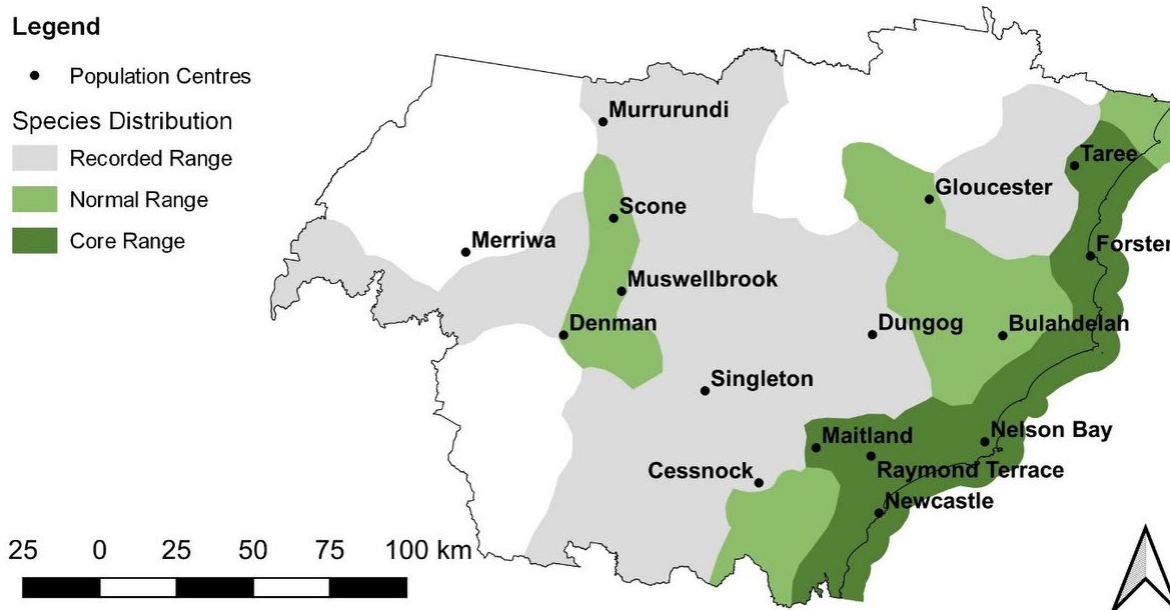 Legend
Population Centres
Species Distribution
Recorded Range
Normal Range
Core Range
Murrurundi
Taree
Gloucester
Scone
Merriwa
Forster
Muswellbrook
Denman
Dungog
Bulahdelah
Singleton
Maitland
Nelson Bay
Cessnock
Raymond Terrace
Newcastle
25 0 25 50 75 100 km